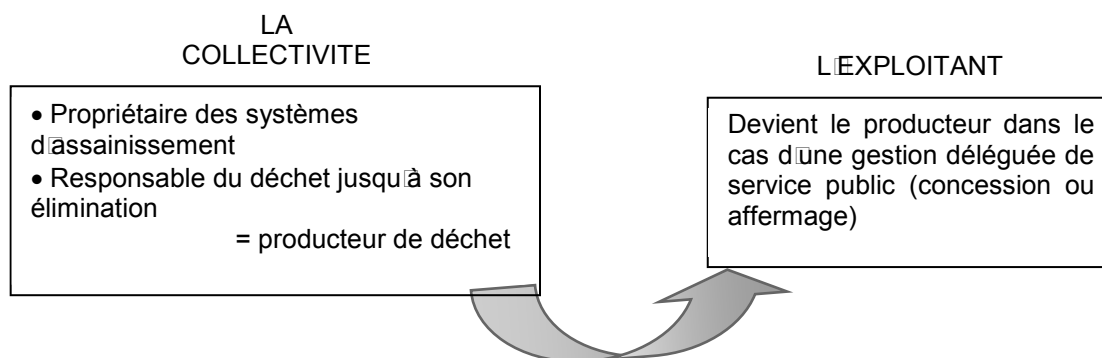 LA
COLLECTIVITE
• Propriétaire des systèmes
d□assainissement
• Responsable du déchet jusqu□à son
élimination
= producteur de déchet
L□EXPLOITANT
Devient le producteur dans le
cas d□une gestion déléguée de
service public (concession ou
affermage)